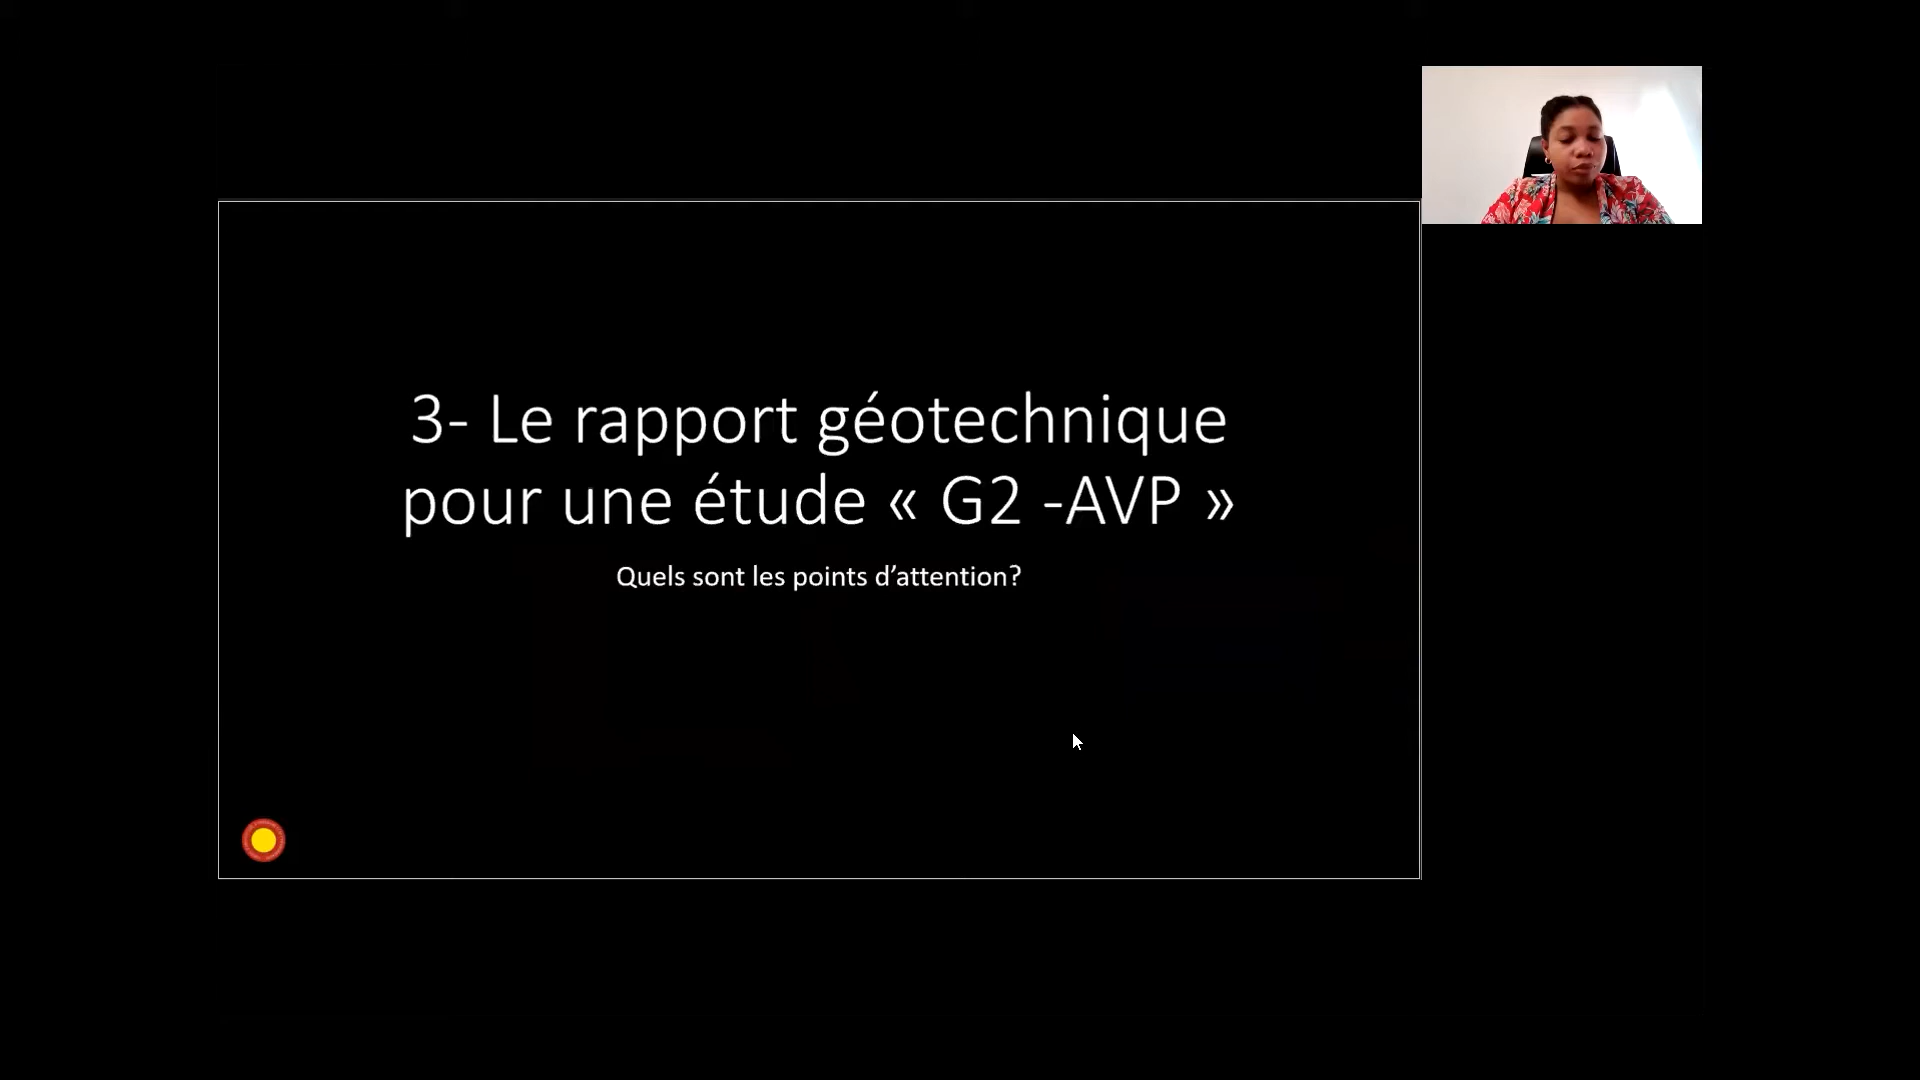 3- Le rapport géotechnique
pour une étude « G2 -AVP »
Quels sont les points d’attention?